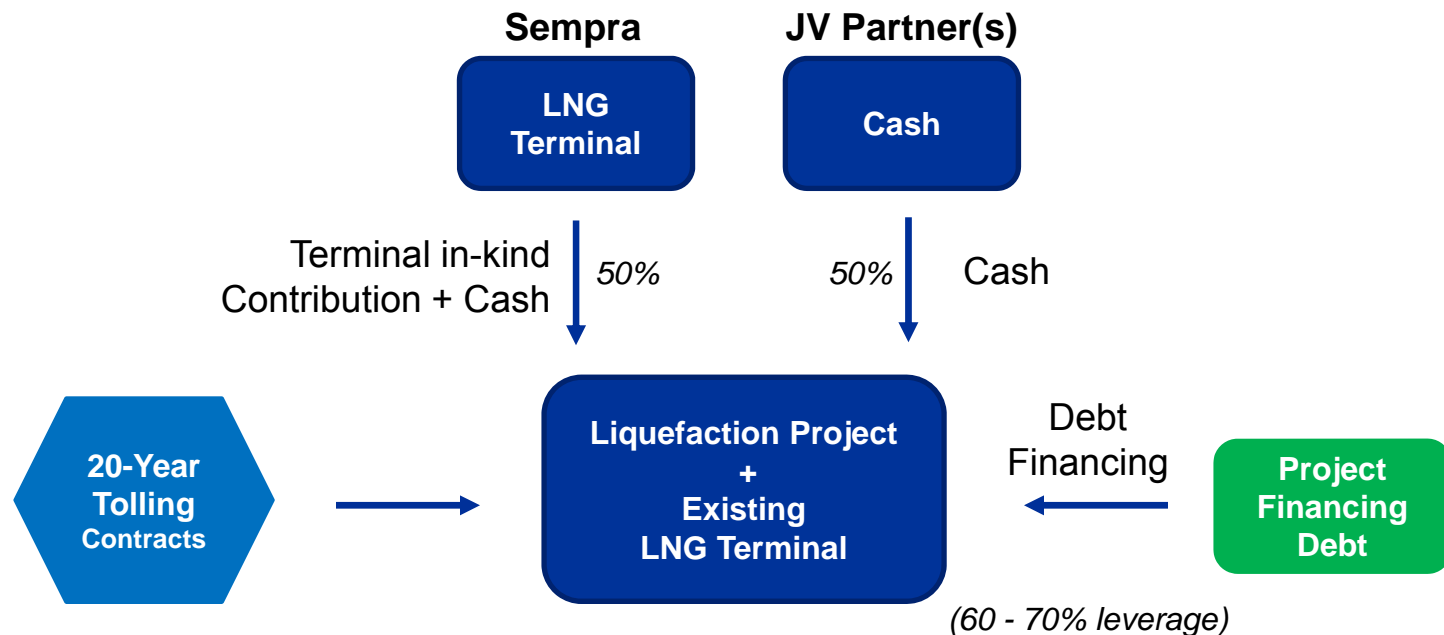 Sempra
JV Partner(s)
LNG
Terminal
Cash
Terminal in-kind
Contribution + Cash
50%
50%
Cash
20-Year
Tolling
Contracts
Liquefaction Project
+
Existing
LNG Terminal
Debt
Financing
Project
Financing
Debt
(60 - 70% leverage)